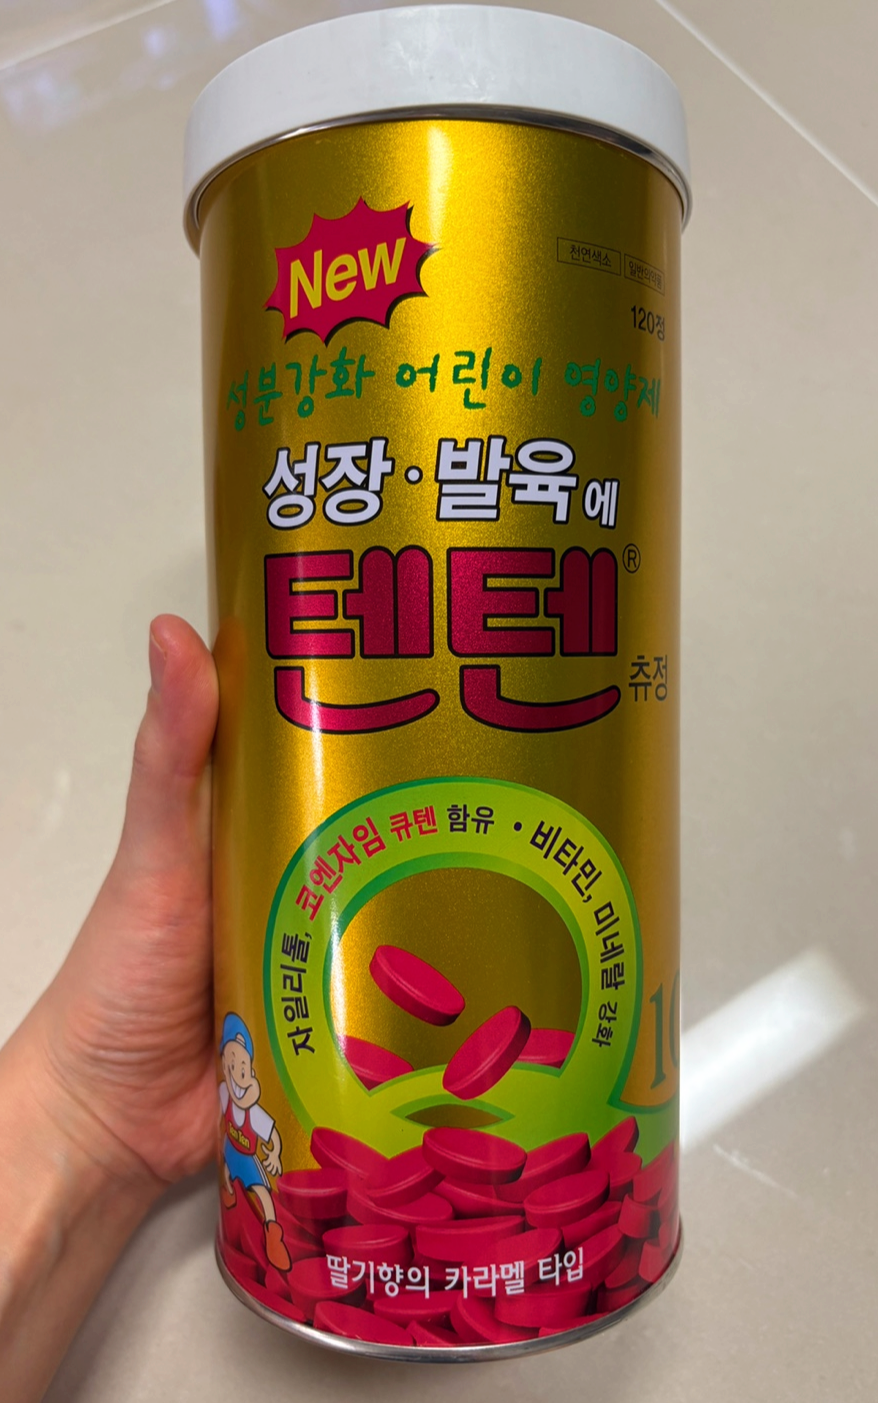 New
천연색소 일반의약품
120정
성분강화 어린이 영양제
성장·발육에
텐텐®
츄정
자일리톨, 코엔자임 큐텐 함유 • 비타민, 미네랄 강화
10
Ten Ten
딸기향의 카라멜 타입